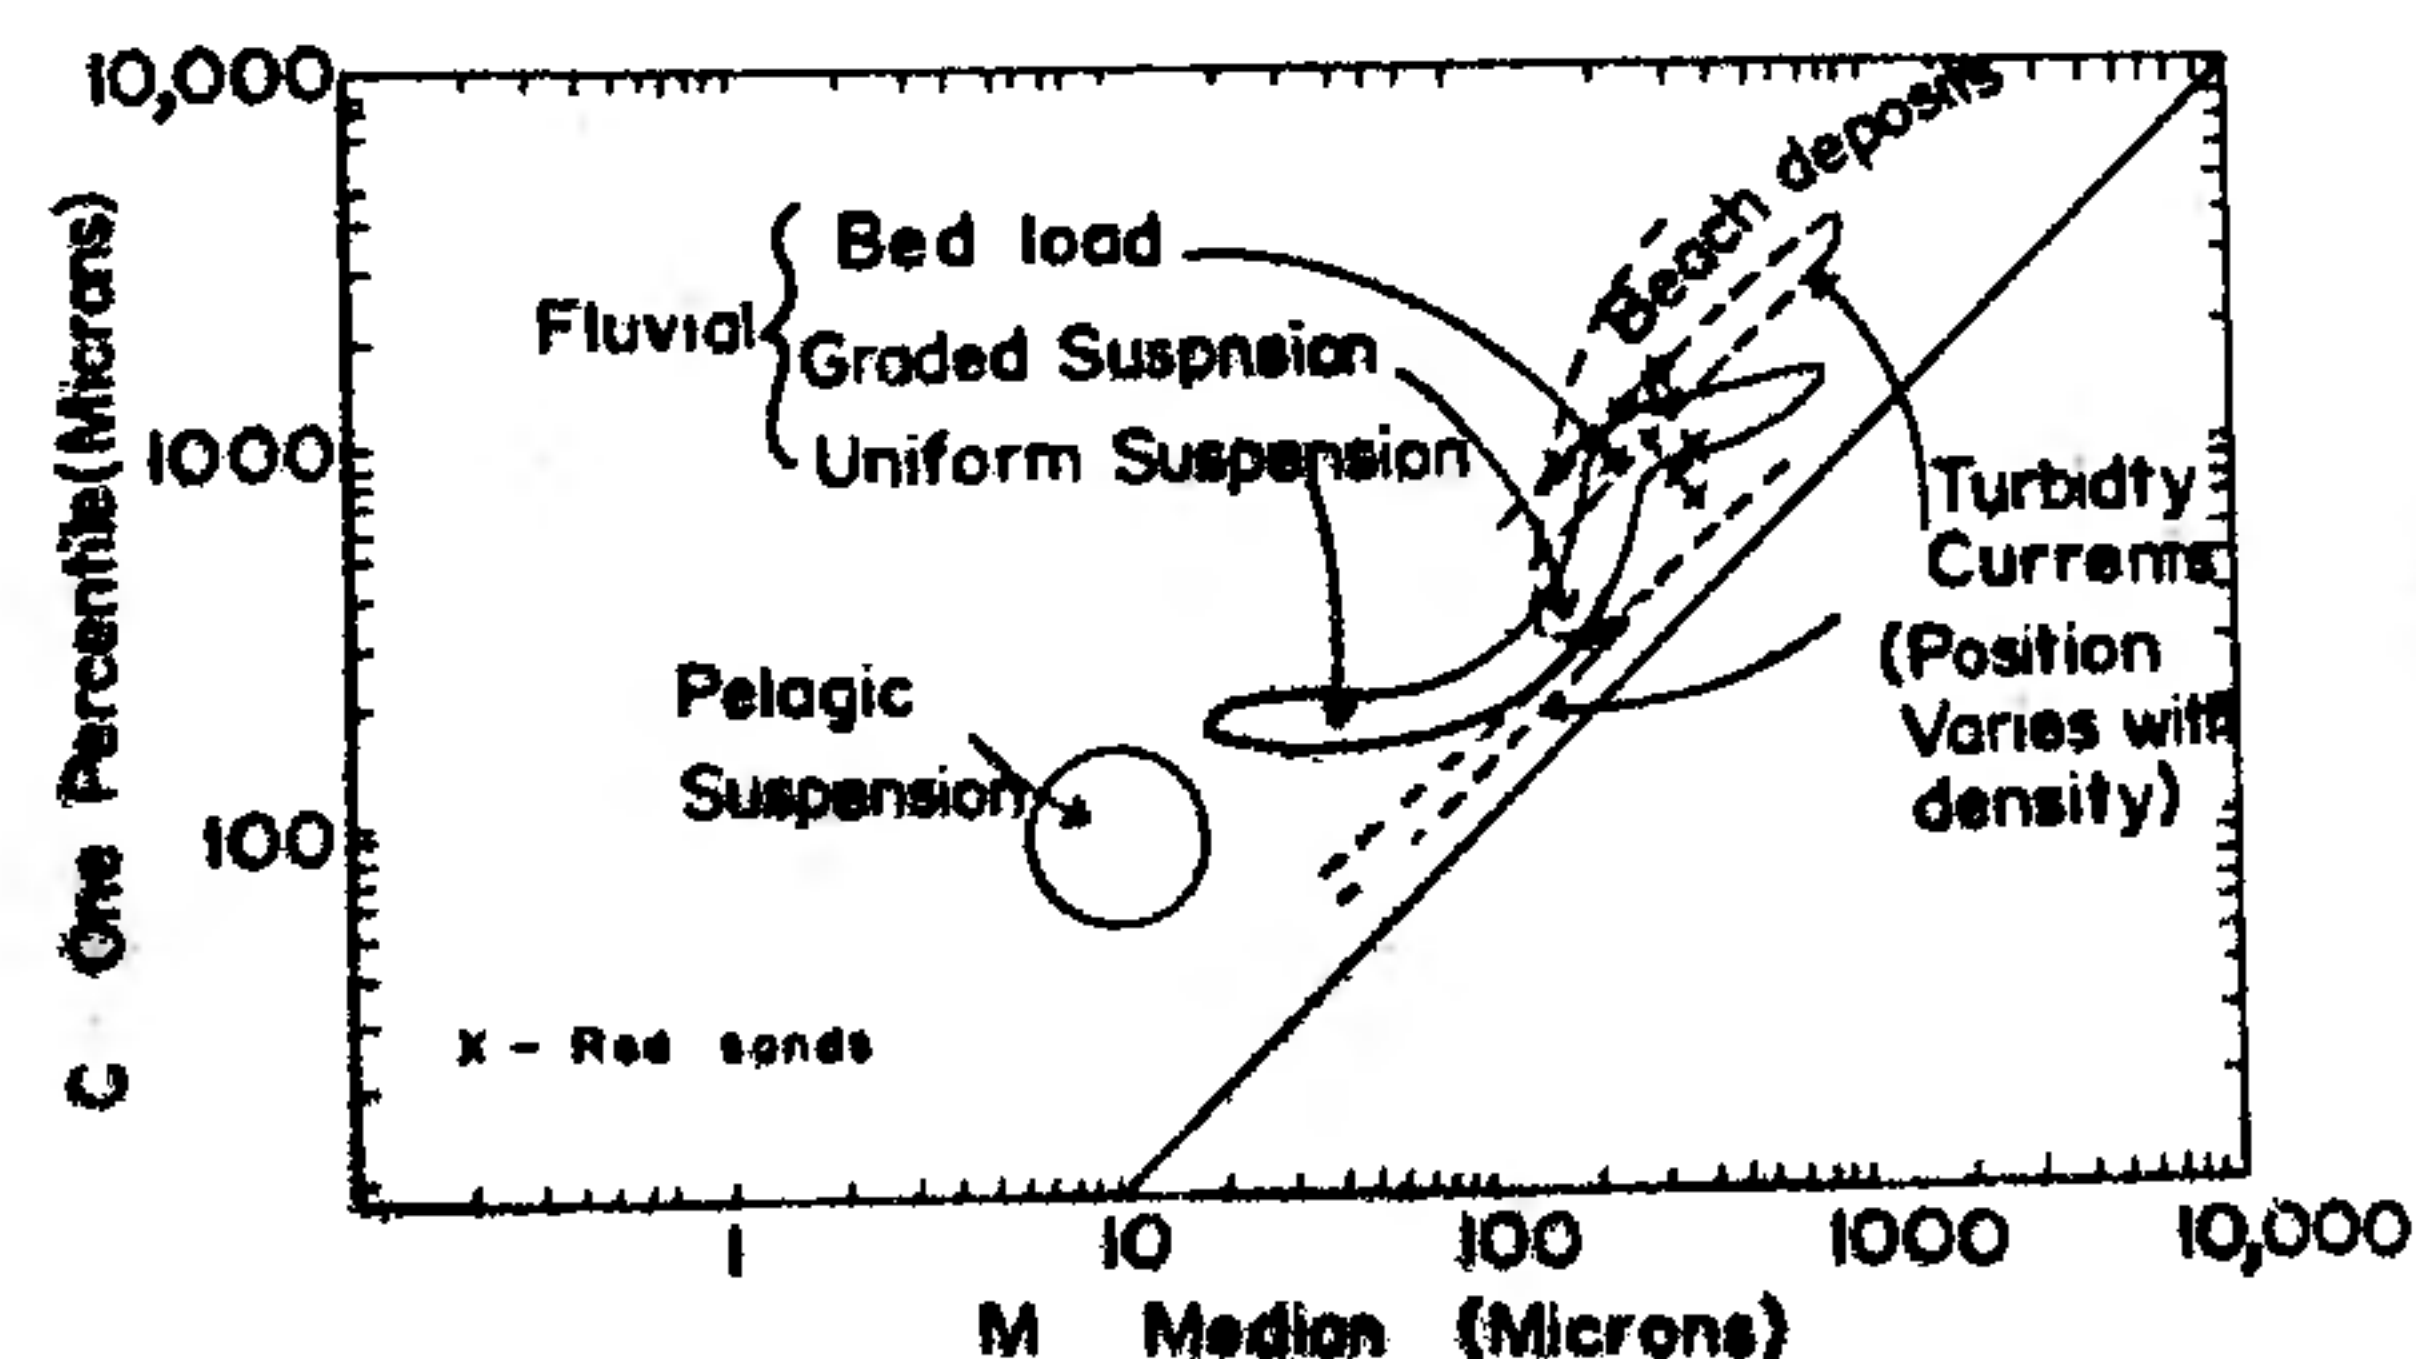 10,000
1000
100
C One Percentile (Microns)
Fluvial
Bed load
Graded Suspnsion
Uniform Suspension
Beach deposits
Turbidty
Currents
(Position
Varies with
density)
Pelagic
Suspension
X - Red sands
1 10 100 1000 10,000
M Median (Microns)